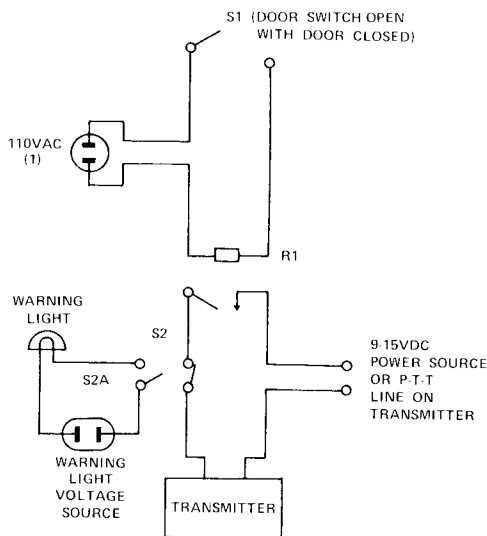 S1 (DOOR SWITCH OPEN
WITH DOOR CLOSED)
110VAC
(1)
R1
WARNING
LIGHT
S2
S2A
9-15VDC
POWER SOURCE
OR P-T-T
LINE ON
TRANSMITTER
WARNING
LIGHT
VOLTAGE
SOURCE
TRANSMITTER